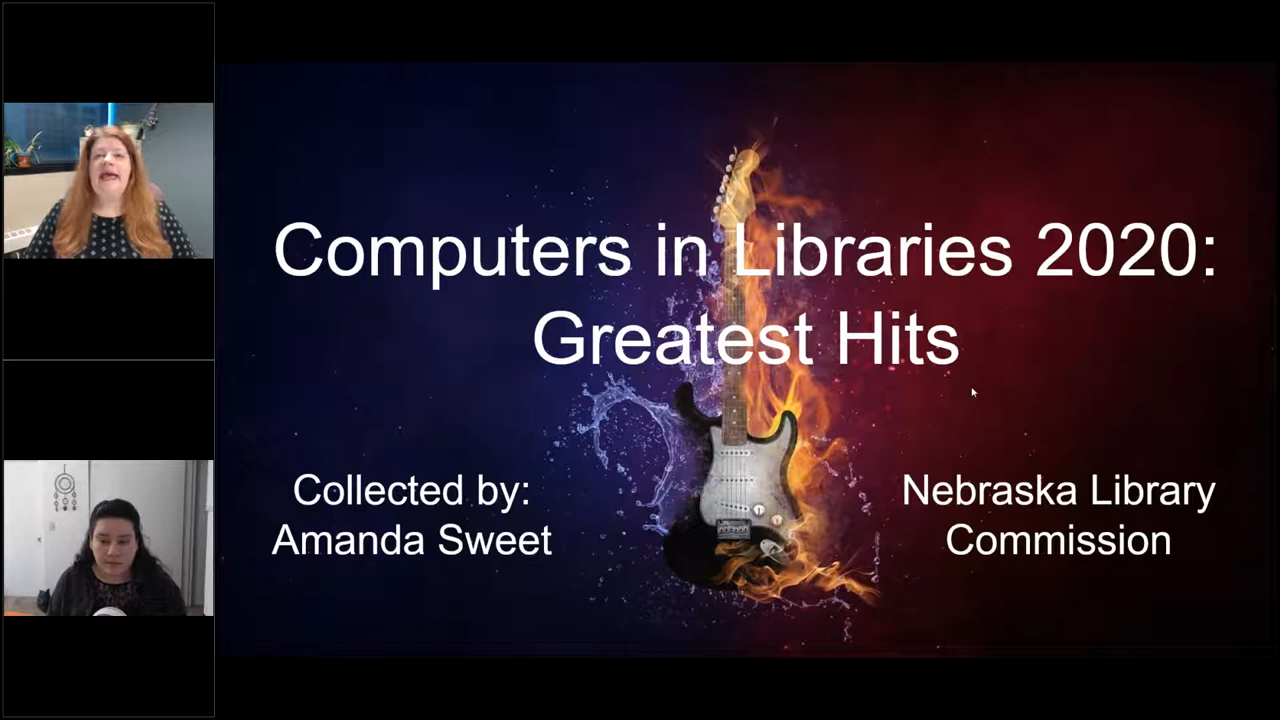 Computers in Libraries 2020:
Greatest Hits
Collected by:
Amanda Sweet
Nebraska Library
Commission